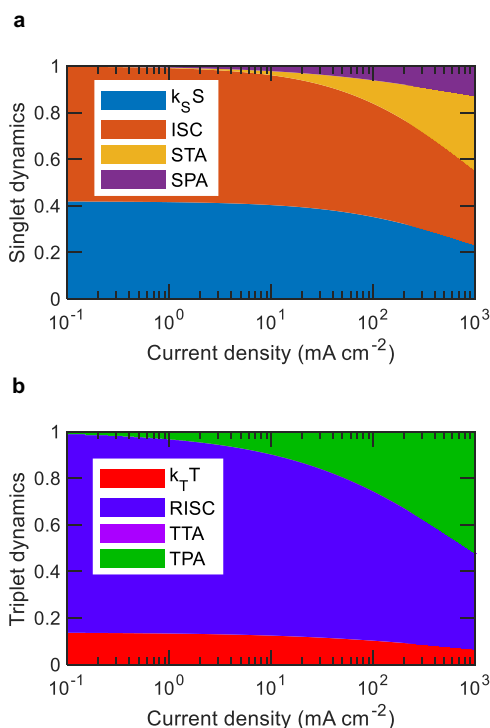 a
Singlet dynamics
1
0.8
0.6
0.4
0.2
0
k_S S
ISC
STA
SPA
10^-1 10^0 10^1 10^2 10^3
Current density (mA cm^-2)
b
Triplet dynamics
1
0.8
0.6
0.4
0.2
0
k_T T
RISC
TTA
TPA
10^-1 10^0 10^1 10^2 10^3
Current density (mA cm^-2)